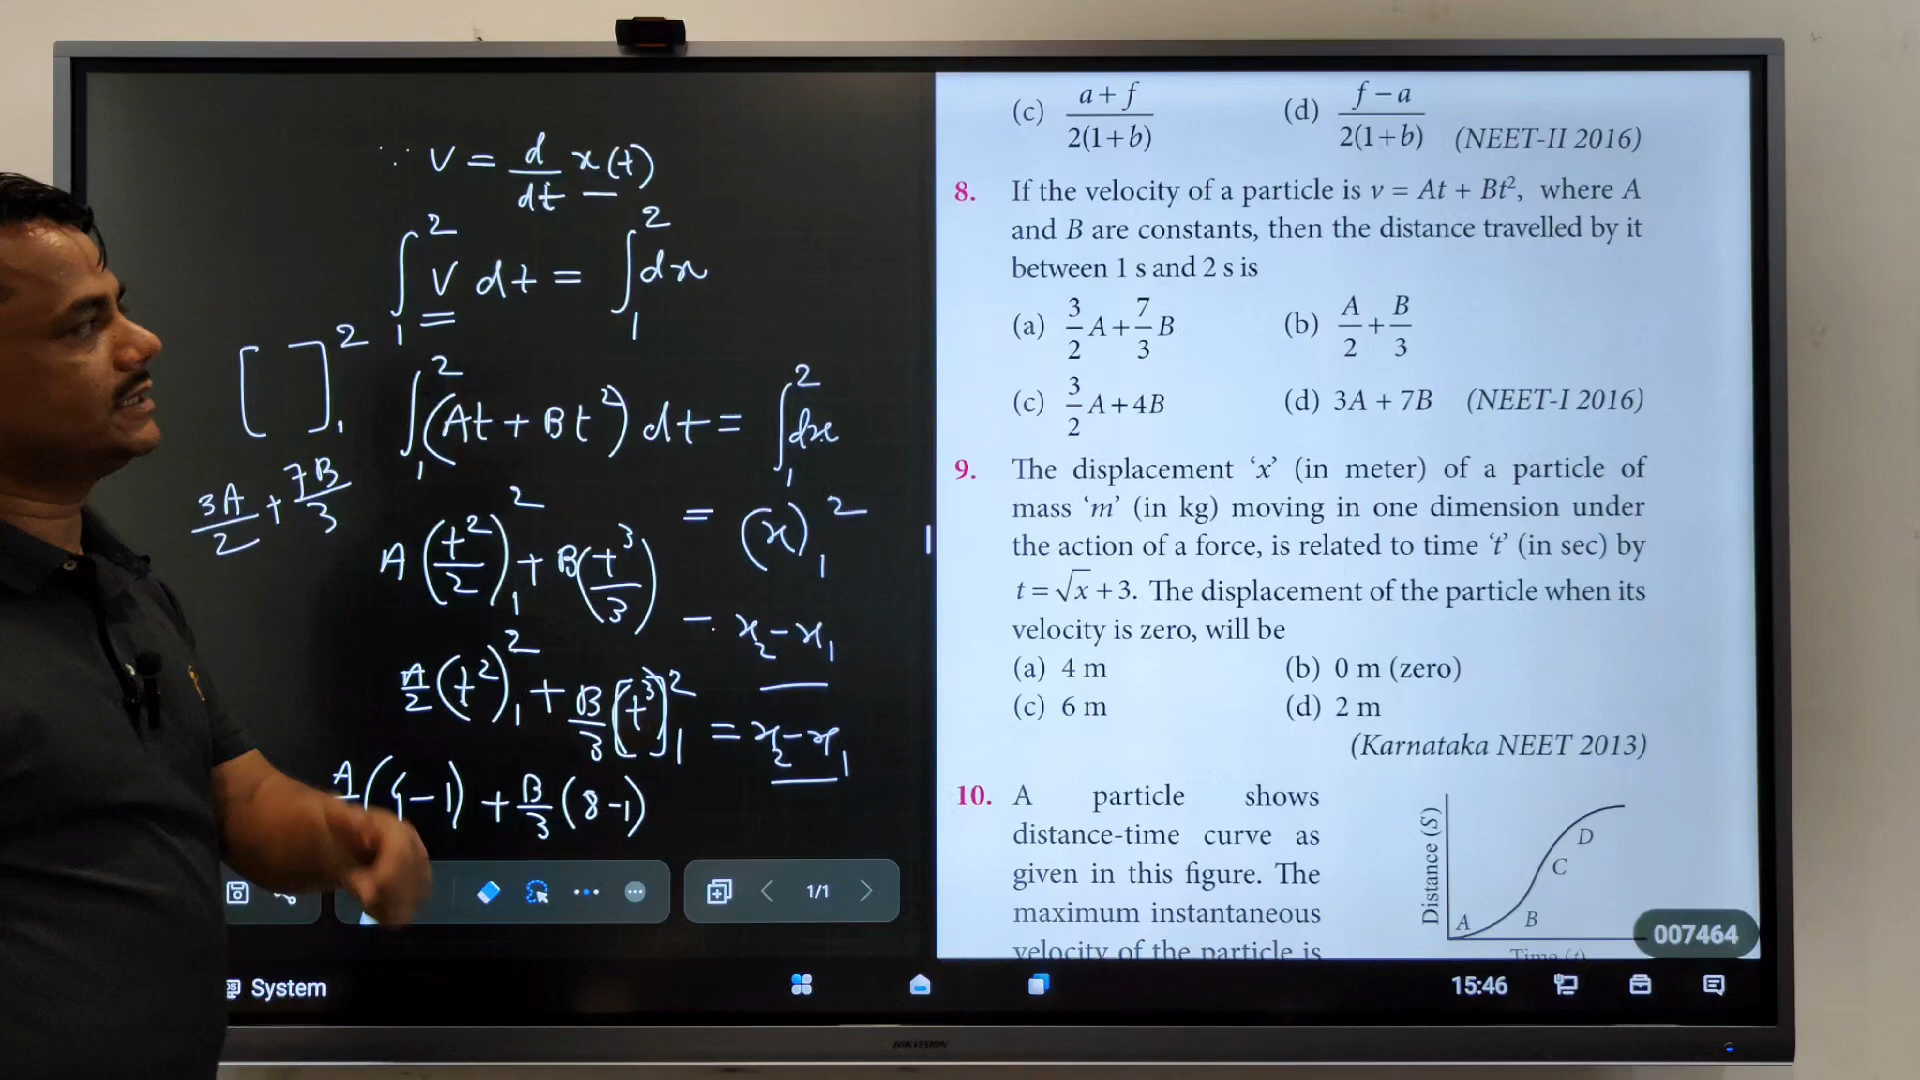 ∵ v = d/dt x(t)
∫₁² v dt = ∫₁² dx
[ ]₁²
∫₁² (At + Bt²) dt = ∫₁² dx
3A/2 + 7B/3
A(t²/2)₁² + B(t³/3) = (x)₁²
= x₂-x₁
A/2 (t²)₁² + B/3 [t³]₁² = x₂-x₁
(4-1) + B/3 (8-1)
1/1
System
(c) (a + f)/(2(1+b)) (d) (f - a)/(2(1+b)) (NEET-II 2016)
8. If the velocity of a particle is v = At + Bt², where A
and B are constants, then the distance travelled by it
between 1 s and 2 s is
(a) 3/2 A + 7/3 B (b) A/2 + B/3
(c) 3/2 A + 4B (d) 3A + 7B (NEET-I 2016)
9. The displacement ‘x’ (in meter) of a particle of
mass ‘m’ (in kg) moving in one dimension under
the action of a force, is related to time ‘t’ (in sec) by
t = √x + 3. The displacement of the particle when its
velocity is zero, will be
(a) 4 m (b) 0 m (zero)
(c) 6 m (d) 2 m
(Karnataka NEET 2013)
10. A particle shows
distance-time curve as
given in this figure. The
maximum instantaneous
velocity of the particle is
Distance (S)
A B C D
Time (t)
007464
15:46
HIKVISION